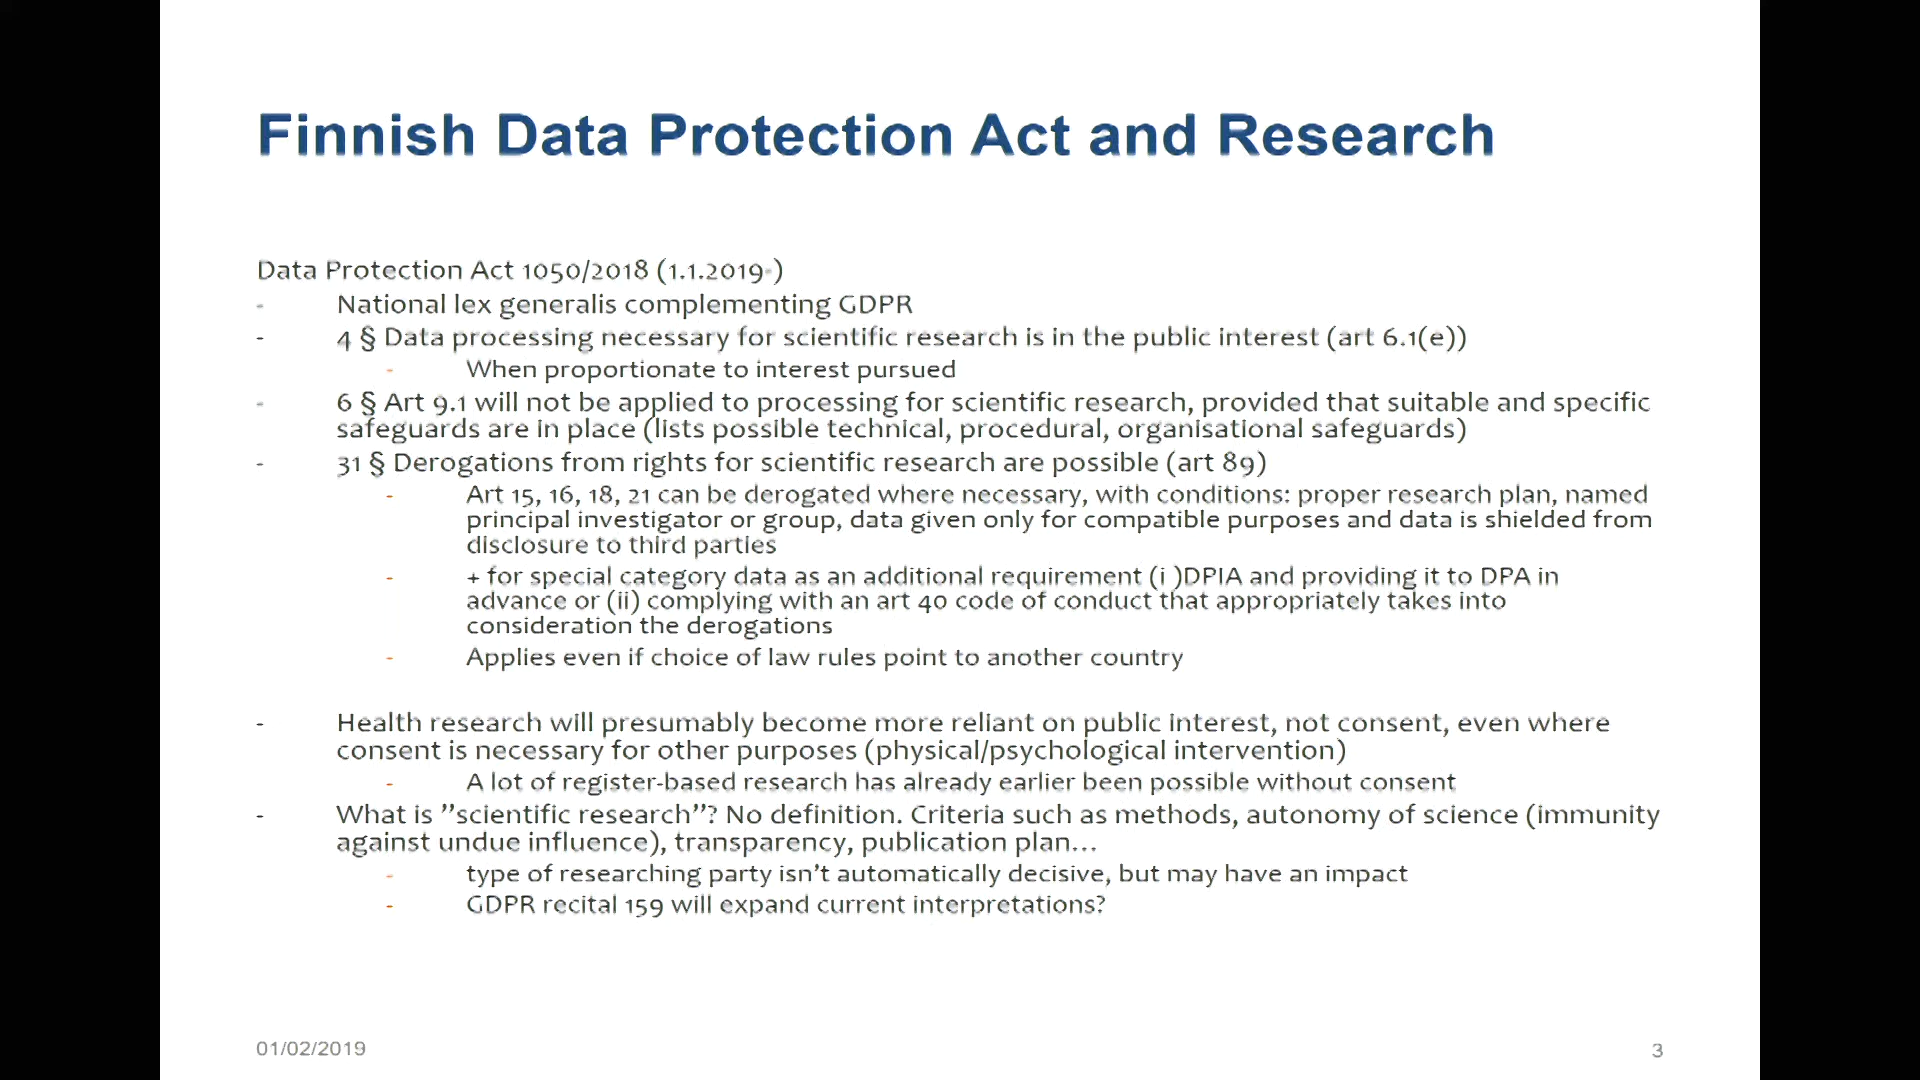 Finnish Data Protection Act and Research
Data Protection Act 1050/2018 (1.1.2019-)
- National lex generalis complementing GDPR
- 4 § Data processing necessary for scientific research is in the public interest (art 6.1(e))
- When proportionate to interest pursued
- 6 § Art 9.1 will not be applied to processing for scientific research, provided that suitable and specific
safeguards are in place (lists possible technical, procedural, organisational safeguards)
- 31 § Derogations from rights for scientific research are possible (art 89)
- Art 15, 16, 18, 21 can be derogated where necessary, with conditions: proper research plan, named
principal investigator or group, data given only for compatible purposes and data is shielded from
disclosure to third parties
- + for special category data as an additional requirement (i )DPIA and providing it to DPA in
advance or (ii) complying with an art 40 code of conduct that appropriately takes into
consideration the derogations
- Applies even if choice of law rules point to another country
- Health research will presumably become more reliant on public interest, not consent, even where
consent is necessary for other purposes (physical/psychological intervention)
- A lot of register-based research has already earlier been possible without consent
- What is ”scientific research”? No definition. Criteria such as methods, autonomy of science (immunity
against undue influence), transparency, publication plan…
- type of researching party isn’t automatically decisive, but may have an impact
- GDPR recital 159 will expand current interpretations?
01/02/2019
3